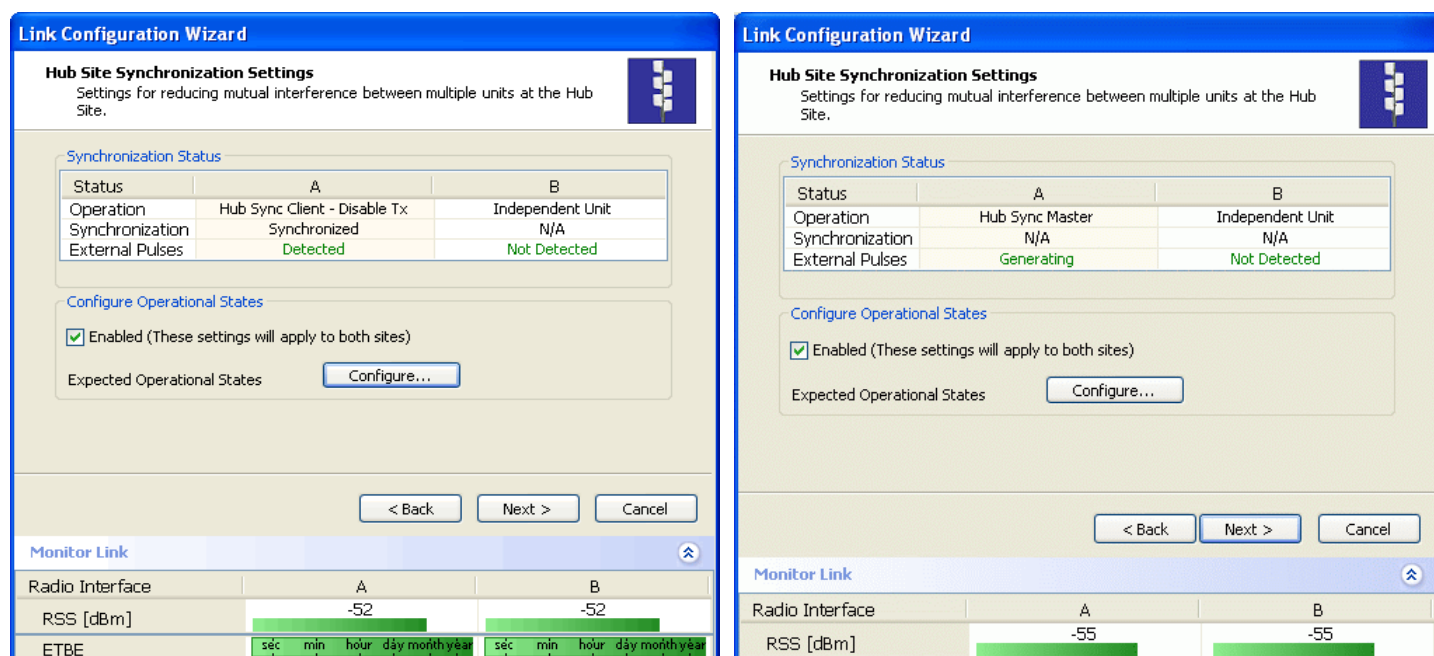 Link Configuration Wizard
Hub Site Synchronization Settings
Settings for reducing mutual interference between multiple units at the Hub
Site.
Synchronization Status
Status A B
Operation Hub Sync Client - Disable Tx Independent Unit
Synchronization Synchronized N/A
External Pulses Detected Not Detected
Configure Operational States
Enabled (These settings will apply to both sites)
Expected Operational States Configure...
< Back Next > Cancel
Monitor Link
Radio Interface A B
RSS [dBm] -52 -52
ETBE sec min hour day month year sec min hour day month year
Link Configuration Wizard
Hub Site Synchronization Settings
Settings for reducing mutual interference between multiple units at the Hub
Site.
Synchronization Status
Status A B
Operation Hub Sync Master Independent Unit
Synchronization N/A N/A
External Pulses Generating Not Detected
Configure Operational States
Enabled (These settings will apply to both sites)
Expected Operational States Configure...
< Back Next > Cancel
Monitor Link
Radio Interface A B
RSS [dBm] -55 -55